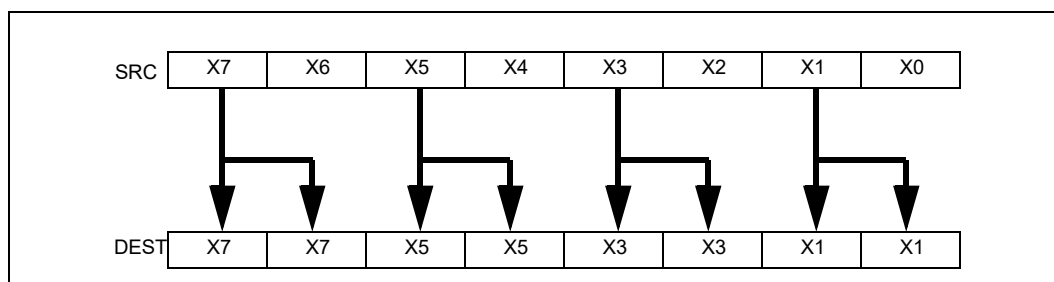 SRC X7 X6 X5 X4 X3 X2 X1 X0
DEST X7 X7 X5 X5 X3 X3 X1 X1